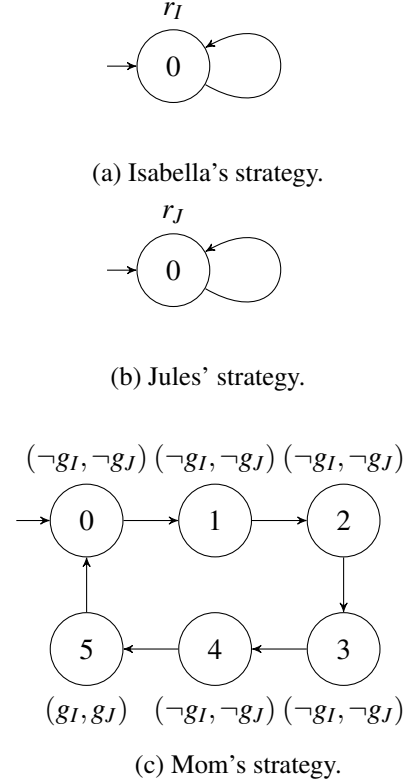 r_I
0
(a) Isabella's strategy.
r_J
0
(b) Jules' strategy.
(¬g_I, ¬g_J) (¬g_I, ¬g_J) (¬g_I, ¬g_J)
0 1 2
5 4 3
(g_I, g_J) (¬g_I, ¬g_J) (¬g_I, ¬g_J)
(c) Mom's strategy.